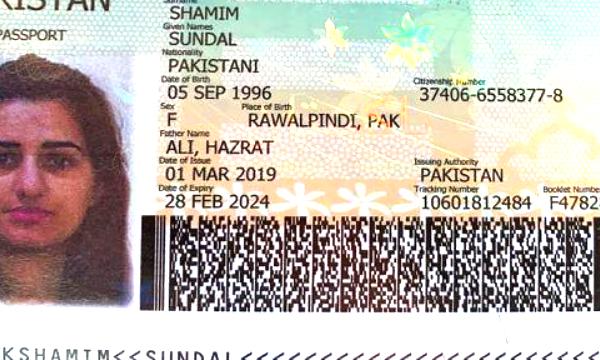 KISTAN
PASSPORT
Surname
SHAMIM
Given Names
SUNDAL
Nationality
PAKISTANI
Date of Birth Citizenship Number
05 SEP 1996 37406-6558377-8
Sex Place of Birth
F RAWALPINDI, PAK
Father Name
ALI, HAZRAT
Date of Issue Issuing Authority
01 MAR 2019 PAKISTAN
Date of Expiry Tracking Number Booklet Number
28 FEB 2024 10601812484 F4782
KSHAMIM<<SUNDAL<<<<<<<<<<<<<<<<<<<<